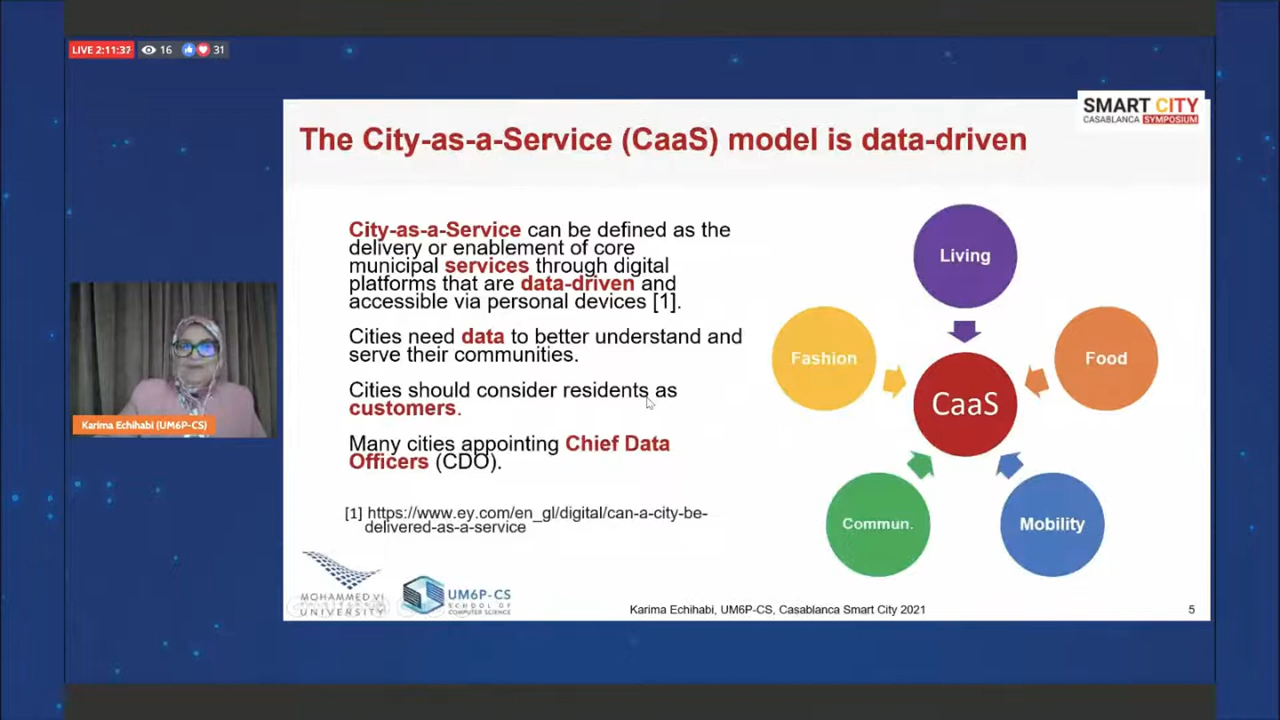 LIVE 2:11:37 16 31
SMART CITY
CASABLANCA SYMPOSIUM
The City-as-a-Service (CaaS) model is data-driven
City-as-a-Service can be defined as the
delivery or enablement of core
municipal services through digital
platforms that are data-driven and
accessible via personal devices [1].
Cities need data to better understand and
serve their communities.
Cities should consider residents as
customers.
Many cities appointing Chief Data
Officers (CDO).
[1] https://www.ey.com/en_gl/digital/can-a-city-be-
delivered-as-a-service
Living
Fashion
Food
CaaS
Commun.
Mobility
Karima Echihabi (UM6P-CS)
MOHAMMED VI
UNIVERSITY
UM6P-CS
SCHOOL OF
COMPUTER SCIENCE
Karima Echihabi, UM6P-CS, Casablanca Smart City 2021
5